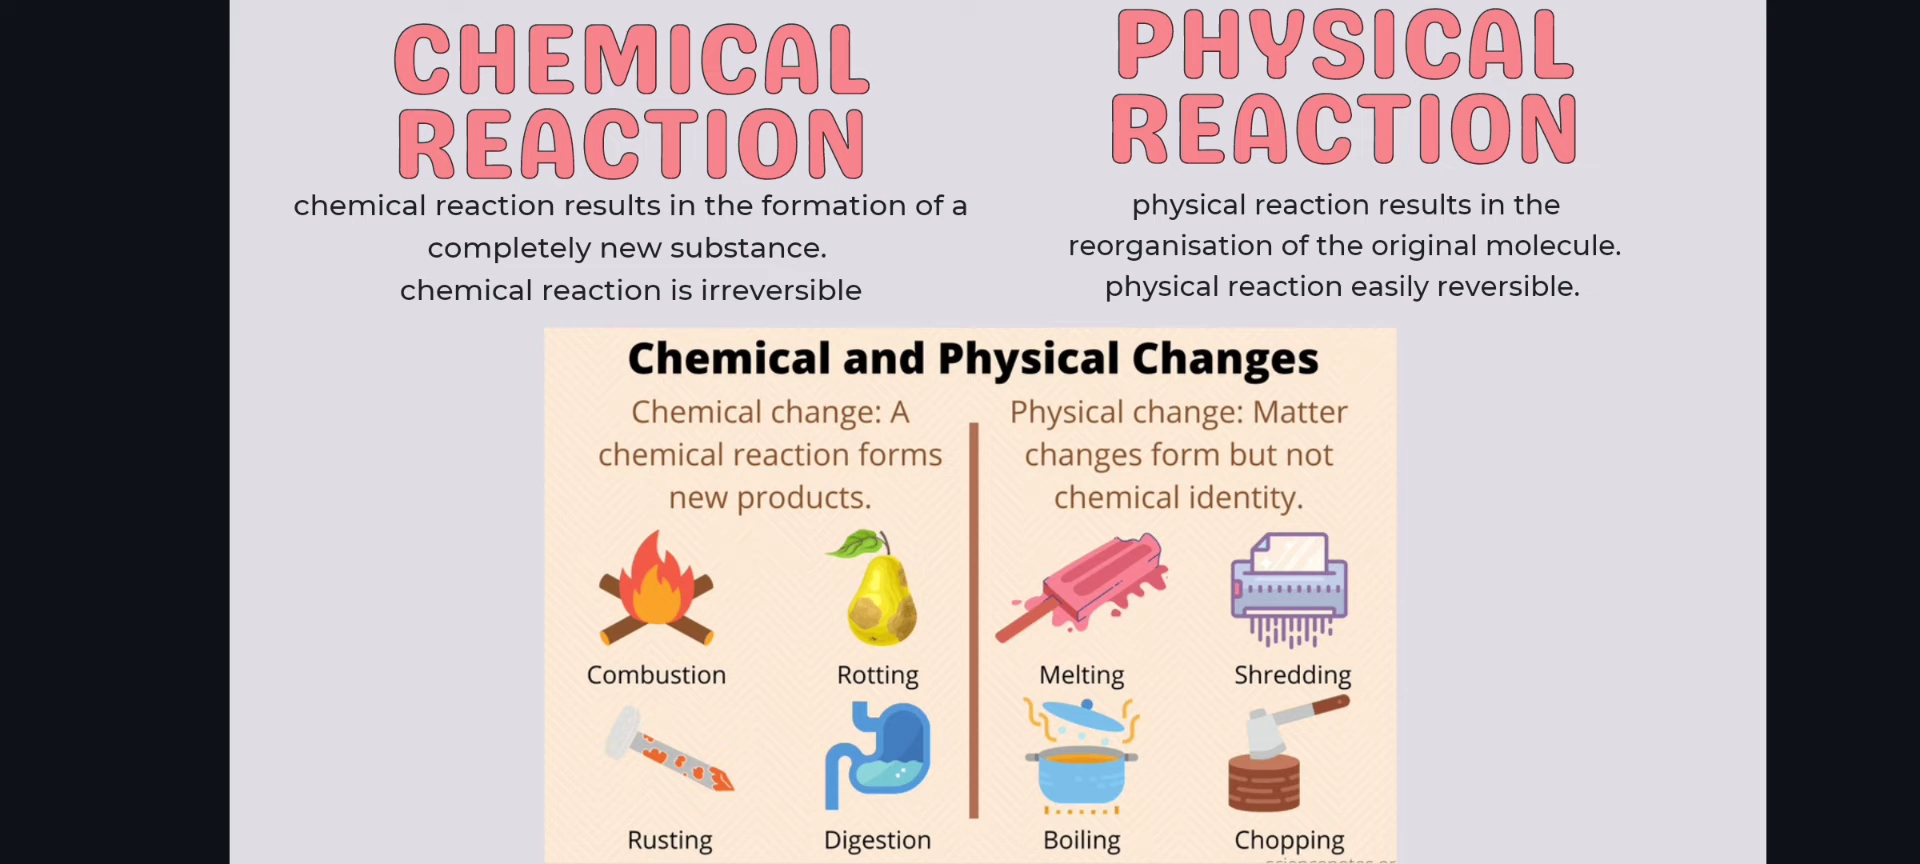 CHEMICAL
REACTION
chemical reaction results in the formation of a
completely new substance.
chemical reaction is irreversible
PHYSICAL
REACTION
physical reaction results in the
reorganisation of the original molecule.
physical reaction easily reversible.
Chemical and Physical Changes
Chemical change: A
chemical reaction forms
new products.
Physical change: Matter
changes form but not
chemical identity.
Combustion
Rotting
Melting
Shredding
Rusting
Digestion
Boiling
Chopping